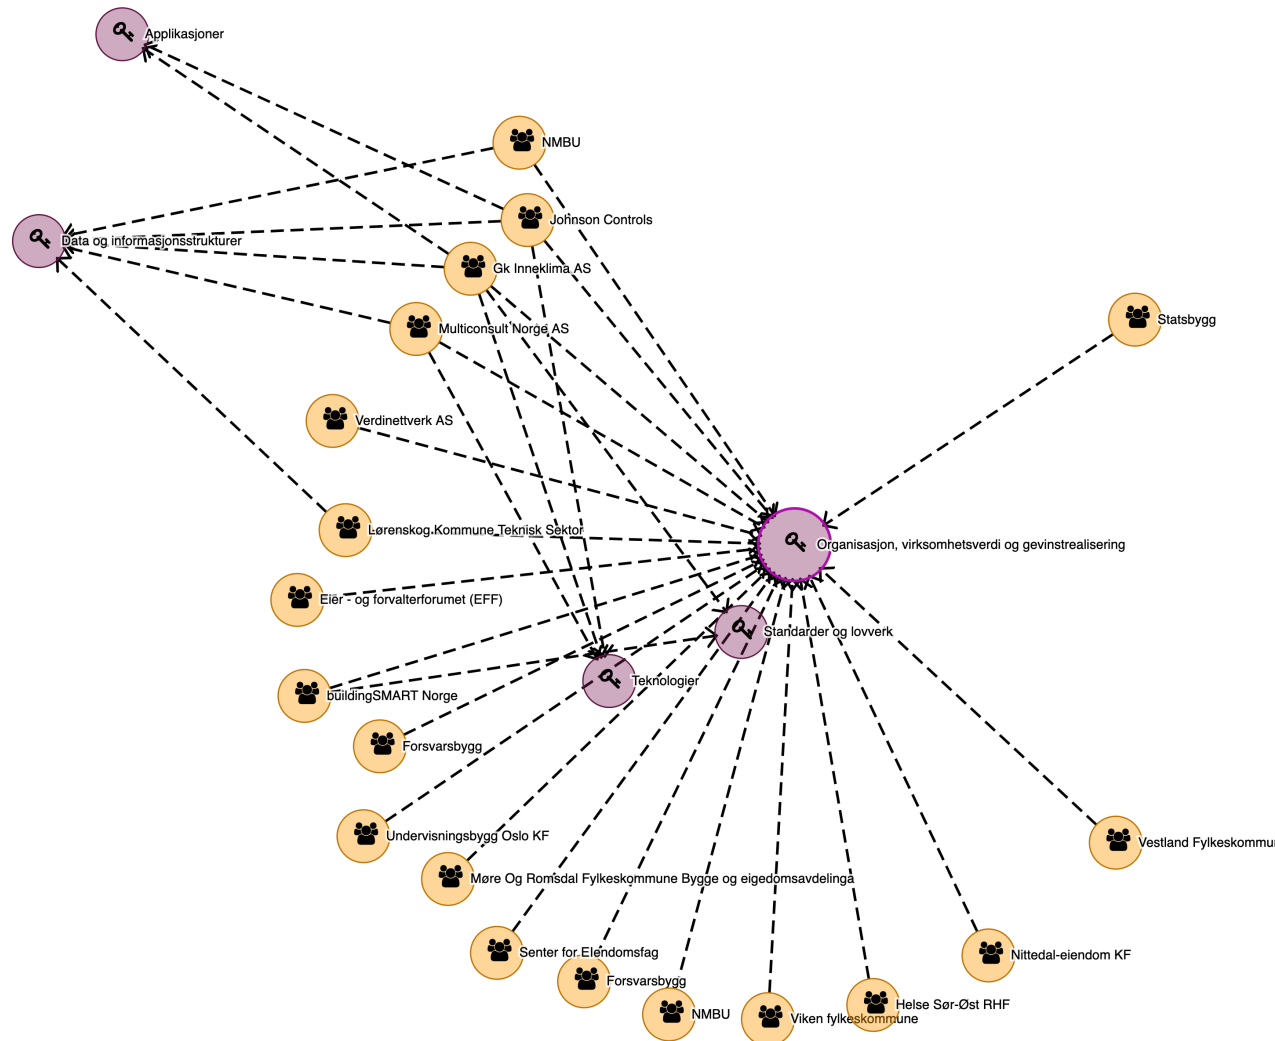 Applikasjoner
NMBU
Johnson Controls
Data og informasjonsstrukturer
Gk Inneklima AS
Statsbygg
Multiconsult Norge AS
Verdinettverk AS
Lørenskog Kommune Teknisk Sektor
Organisasjon, virksomhetsverdi og gevinstrealisering
Eier - og forvalterforumet (EFF)
Standarder og lovverk
Teknologier
buildingSMART Norge
Forsvarsbygg
Undervisningsbygg Oslo KF
Vestland Fylkeskommu
Møre Og Romsdal Fylkeskommune Bygge og eigedomsavdelinga
Senter for EIendomsfag
Nittedal-eiendom KF
Forsvarsbygg
Helse Sør-Øst RHF
NMBU
Viken fylkeskommune